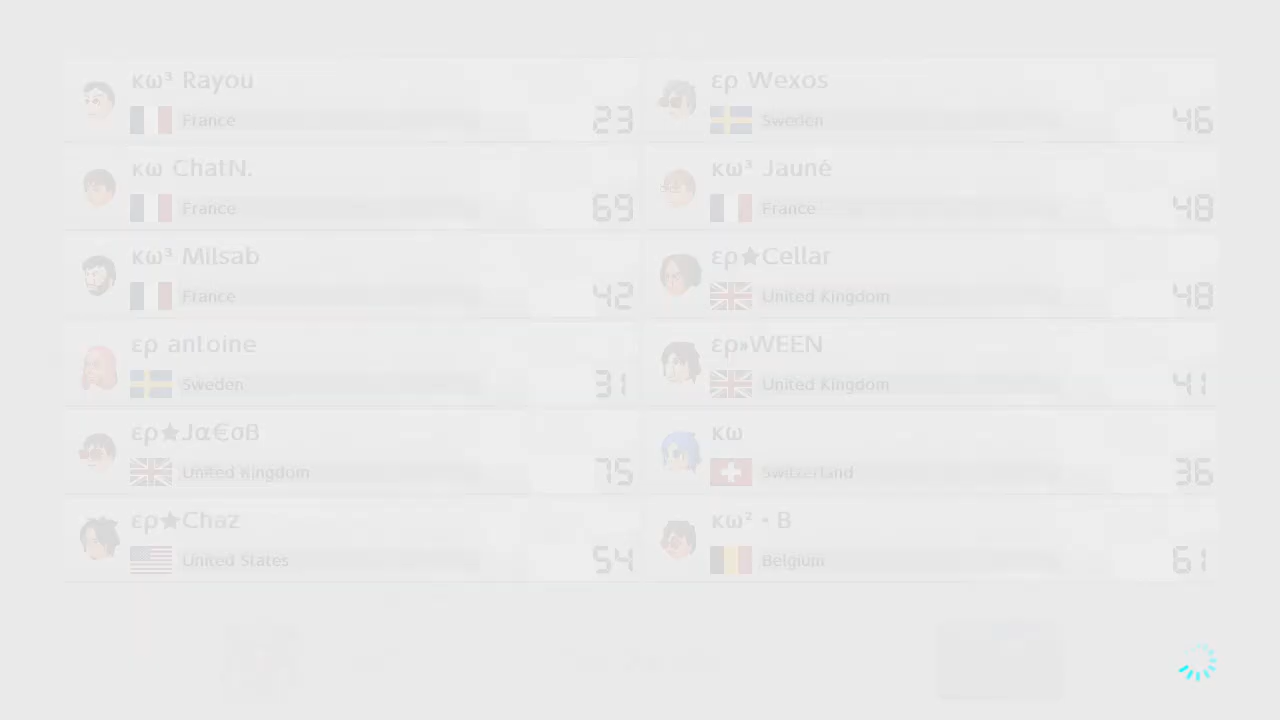 κω³ Rayou
France
23
ερ Wexos
Sweden
46
κω ChatN.
France
69
κω³ Jauné
France
48
κω³ Milsab
France
42
ερ★Cellar
United Kingdom
48
ερ antoine
Sweden
31
ερ»WEEN
United Kingdom
41
ερ★Jα€σB
United Kingdom
75
κω
Switzerland
36
ερ★Chaz
United States
54
κω² • B
Belgium
61